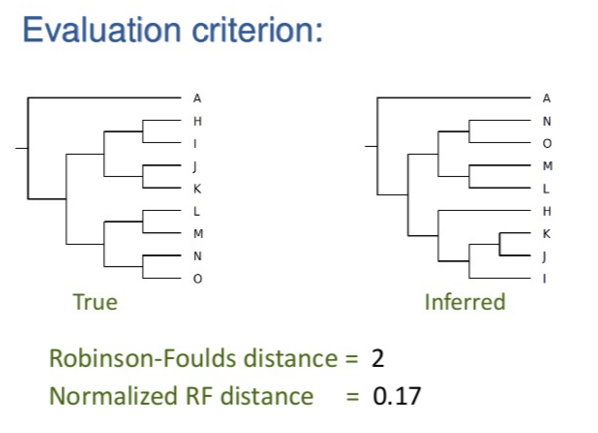 Evaluation criterion:
A
H
I
J
K
L
M
N
O
True
A
N
O
M
L
H
K
J
I
Inferred
Robinson-Foulds distance = 2
Normalized RF distance = 0.17